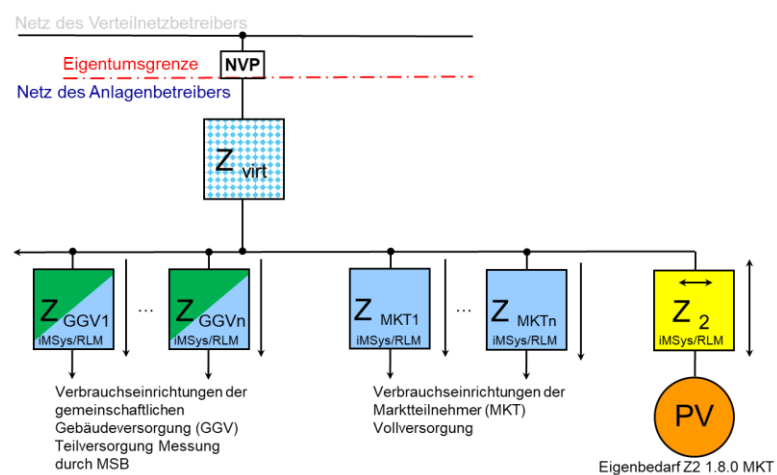 Netz des Verteilnetzbetreibers
Eigentumsgrenze
NVP
Netz des Anlagenbetreibers
Z virt
Z GGV1
iMSys/RLM
...
Z GGVn
iMSys/RLM
Z MKT1
iMSys/RLM
...
Z MKTn
iMSys/RLM
Z 2
iMSys/RLM
Verbrauchseinrichtungen der
gemeinschaftlichen
Gebäudeversorgung (GGV)
Teilversorgung Messung
durch MSB
Verbrauchseinrichtungen der
Marktteilnehmer (MKT)
Vollversorgung
PV
Eigenbedarf Z2 1.8.0 MKT